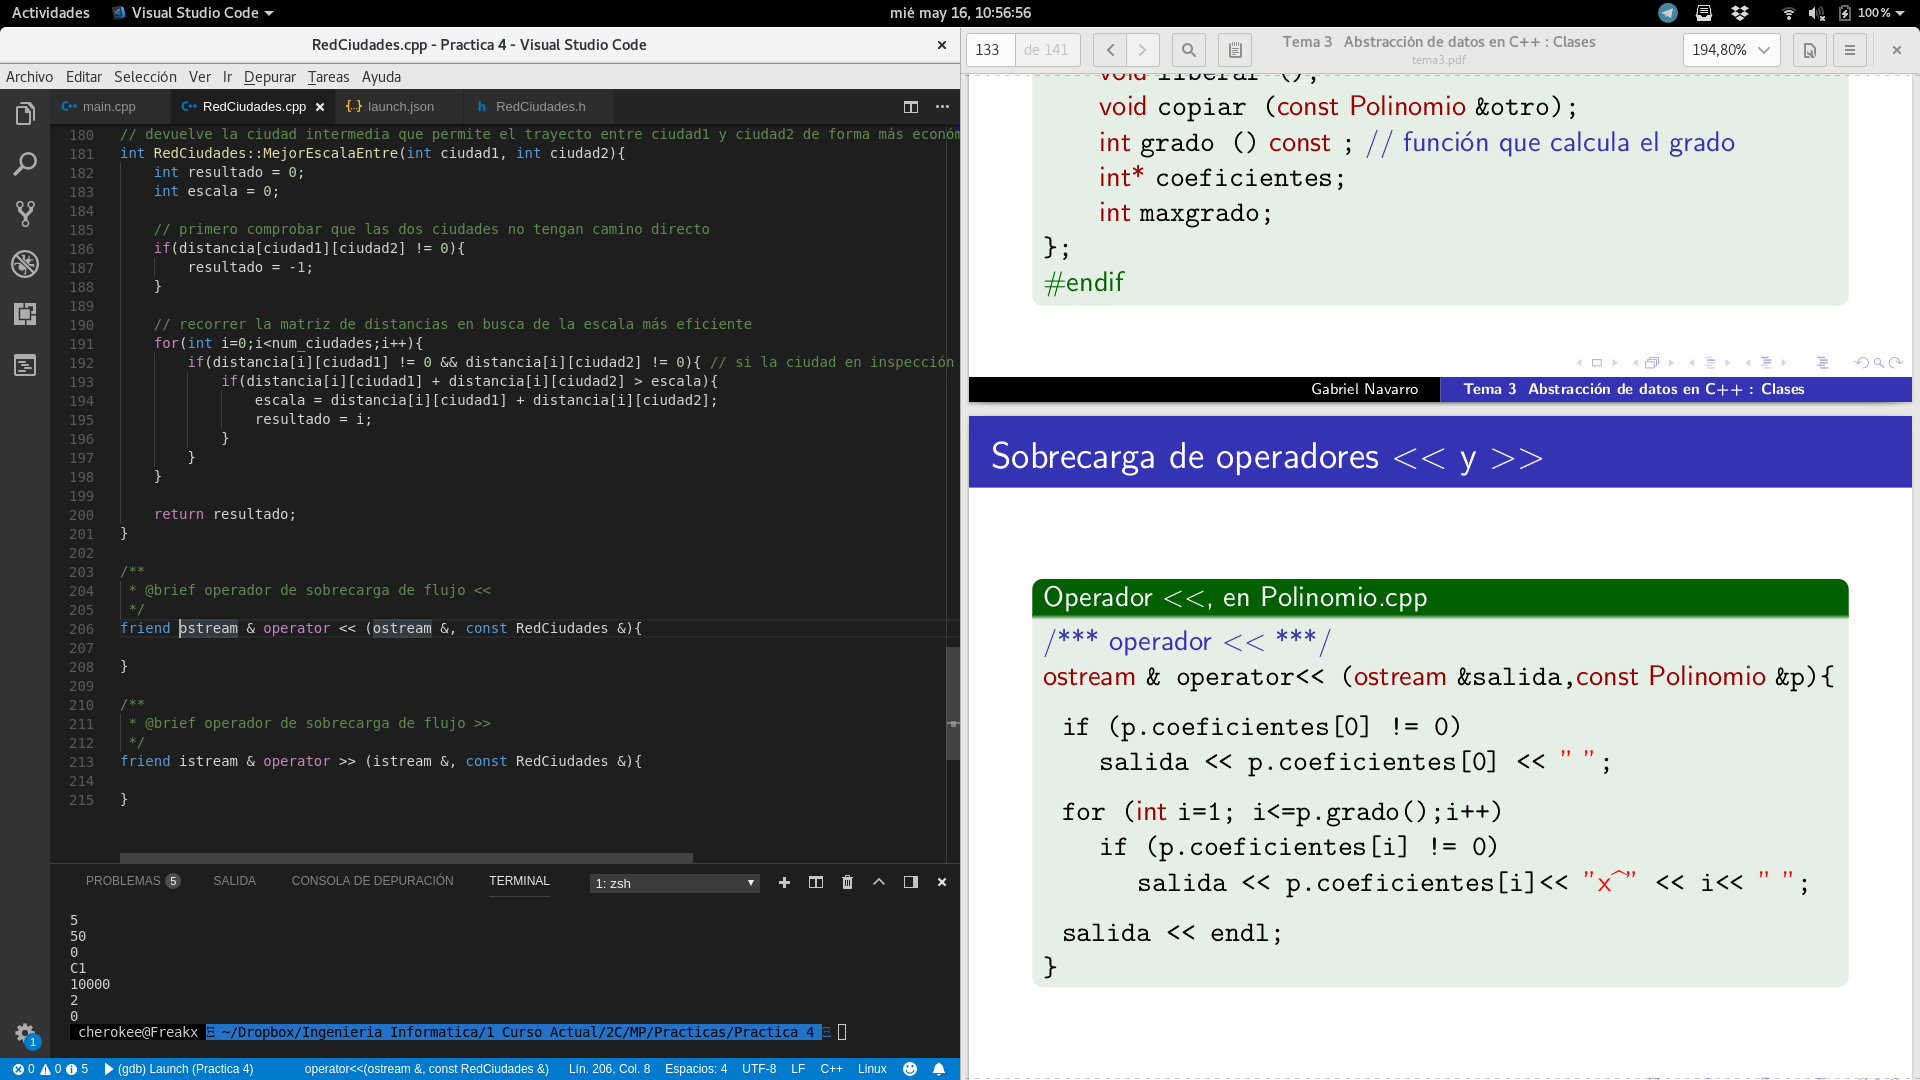 Actividades Visual Studio Code mié may 16, 10:56:56 100%
RedCiudades.cpp - Practica 4 - Visual Studio Code
Archivo Editar Selección Ver Ir Depurar Tareas Ayuda
main.cpp RedCiudades.cpp launch.json RedCiudades.h
180 // devuelve la ciudad intermedia que permite el trayecto entre ciudad1 y ciudad2 de forma más económ
181 int RedCiudades::MejorEscalaEntre(int ciudad1, int ciudad2){
182 int resultado = 0;
183 int escala = 0;
184
185 // primero comprobar que las dos ciudades no tengan camino directo
186 if(distancia[ciudad1][ciudad2] != 0){
187 resultado = -1;
188 }
189
190 // recorrer la matriz de distancias en busca de la escala más eficiente
191 for(int i=0;i<num_ciudades;i++){
192 if(distancia[i][ciudad1] != 0 && distancia[i][ciudad2] != 0){ // si la ciudad en inspección
193 if(distancia[i][ciudad1] + distancia[i][ciudad2] > escala){
194 escala = distancia[i][ciudad1] + distancia[i][ciudad2];
195 resultado = i;
196 }
197 }
198 }
199
200 return resultado;
201 }
202
203 /**
204 * @brief operador de sobrecarga de flujo <<
205 */
206 friend ostream & operator << (ostream &, const RedCiudades &){
207
208 }
209
210 /**
211 * @brief operador de sobrecarga de flujo >>
212 */
213 friend istream & operator >> (istream &, const RedCiudades &){
214
215 }
PROBLEMAS 5 SALIDA CONSOLA DE DEPURACIÓN TERMINAL 1: zsh
5
50
0
C1
10000
2
0
cherokee@Freakx ~/Dropbox/Ingenieria Informatica/1 Curso Actual/2C/MP/Practicas/Practica 4
1
0 0 5 (gdb) Launch (Practica 4) operator<<(ostream &, const RedCiudades &) Lín. 206, Col. 8 Espacios: 4 UTF-8 LF C++ Linux
133 de 141 Tema 3 Abstracción de datos en C++ : Clases 194,80%
tema3.pdf
void liberar ();
void copiar (const Polinomio &otro);
int grado () const ; // función que calcula el grado
int* coeficientes;
int maxgrado;
};
#endif
Gabriel Navarro Tema 3 Abstracción de datos en C++ : Clases
Sobrecarga de operadores << y >>
Operador <<, en Polinomio.cpp
/*** operador << ***/
ostream & operator<< (ostream &salida,const Polinomio &p){
if (p.coeficientes[0] != 0)
salida << p.coeficientes[0] << " ";
for (int i=1; i<=p.grado();i++)
if (p.coeficientes[i] != 0)
salida << p.coeficientes[i]<< "x^" << i<< " ";
salida << endl;
}